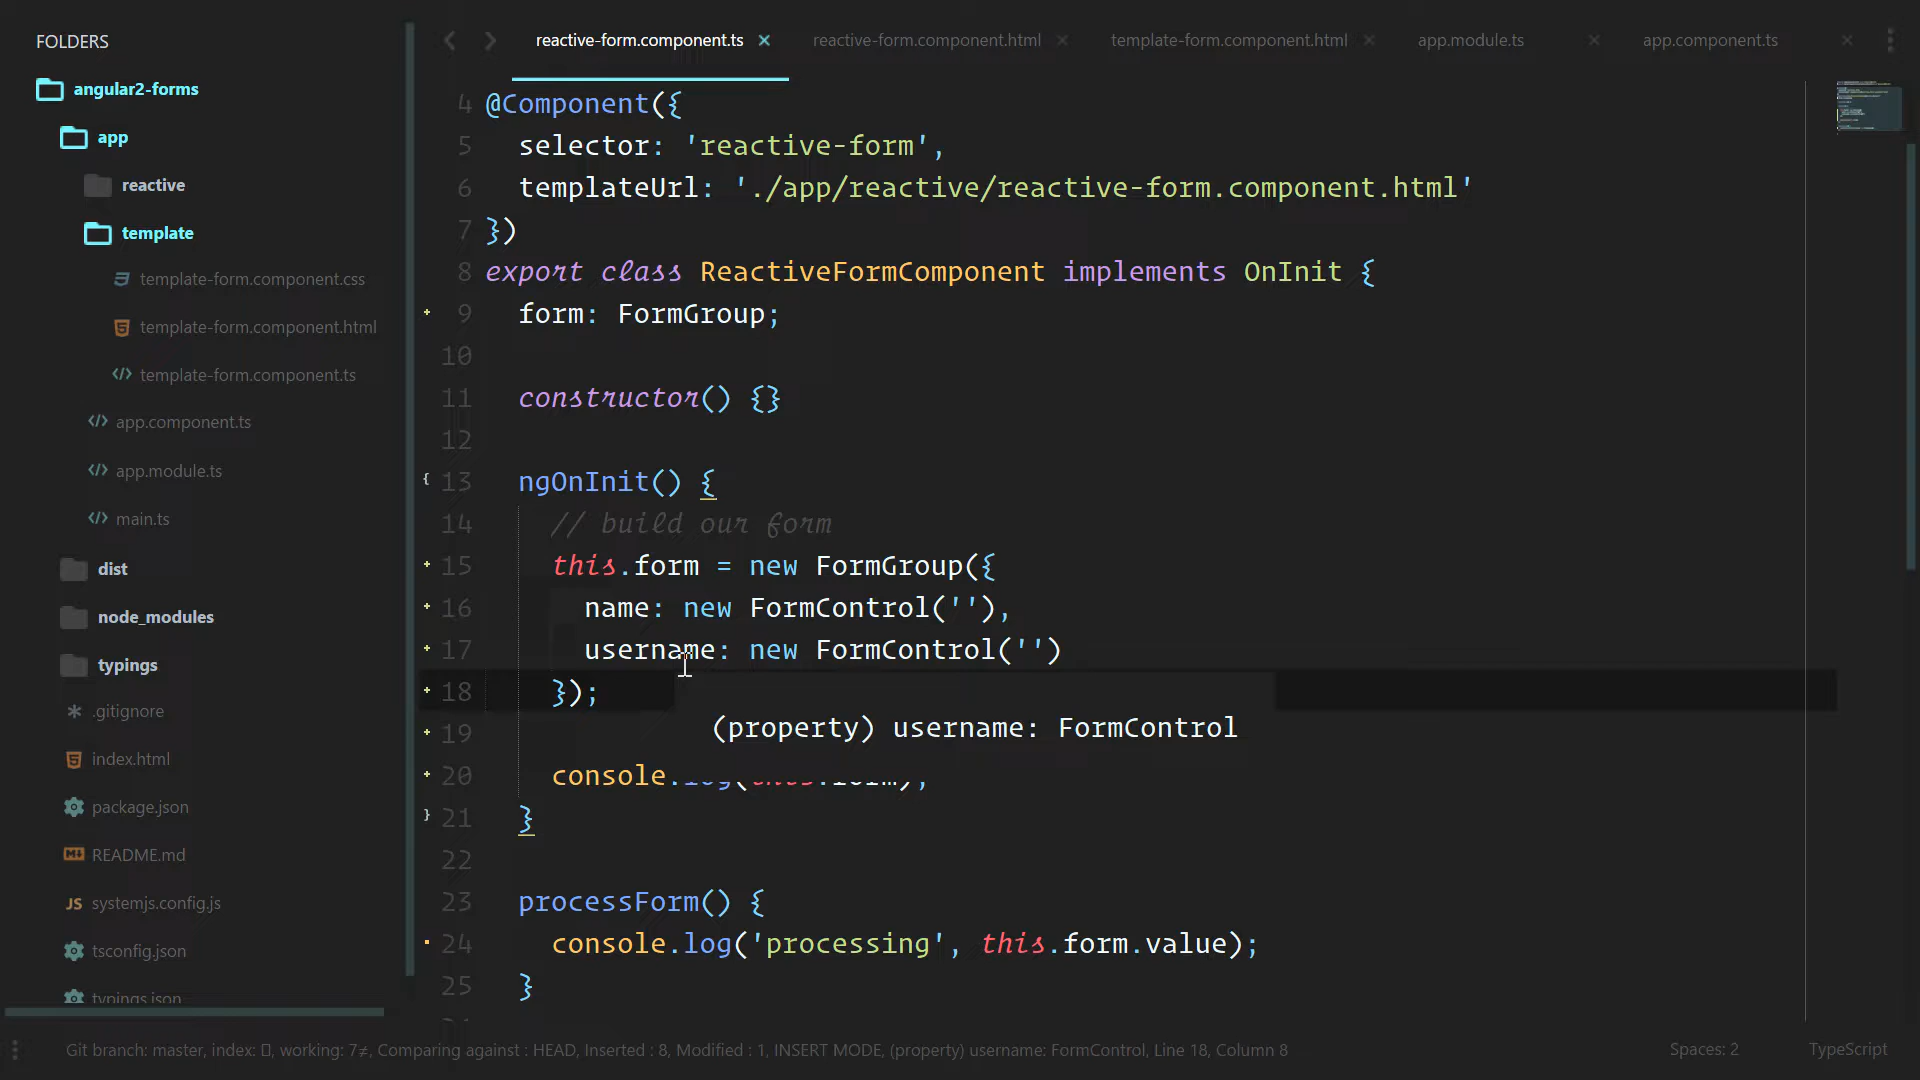 FOLDERS
angular2-forms
app
reactive
template
template-form.component.css
template-form.component.html
template-form.component.ts
app.component.ts
app.module.ts
main.ts
dist
node_modules
typings
.gitignore
index.html
package.json
README.md
systemjs.config.js
tsconfig.json
typings.json
reactive-form.component.ts
reactive-form.component.html
template-form.component.html
app.module.ts
app.component.ts
4 @Component({
5 selector: 'reactive-form',
6 templateUrl: './app/reactive/reactive-form.component.html'
7 })
8 export class ReactiveFormComponent implements OnInit {
9 form: FormGroup;
10
11 constructor() {}
12
13 ngOnInit() {
14 // build our form
15 this.form = new FormGroup({
16 name: new FormControl(''),
17 username: new FormControl('')
18 });
(property) username: FormControl
19
20 console.log(this.form);
21 }
22
23 processForm() {
24 console.log('processing', this.form.value);
25 }
Git branch: master, index: , working: 7≠, Comparing against : HEAD, Inserted : 8, Modified : 1, INSERT MODE, (property) username: FormControl, Line 18, Column 8
Spaces: 2
TypeScript